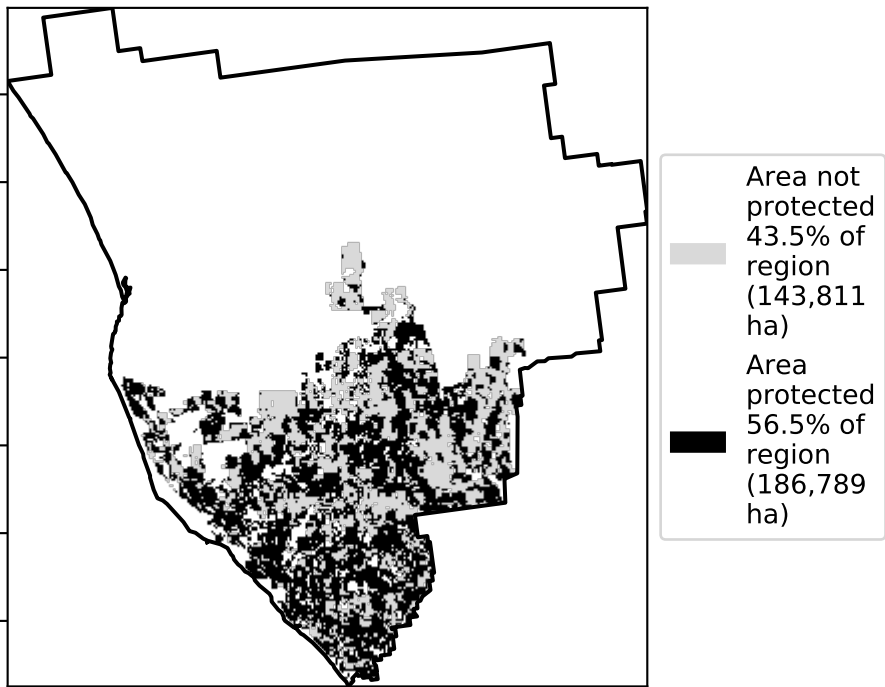 Area not
protected
43.5% of
region
(143,811
ha)
Area
protected
56.5% of
region
(186,789
ha)